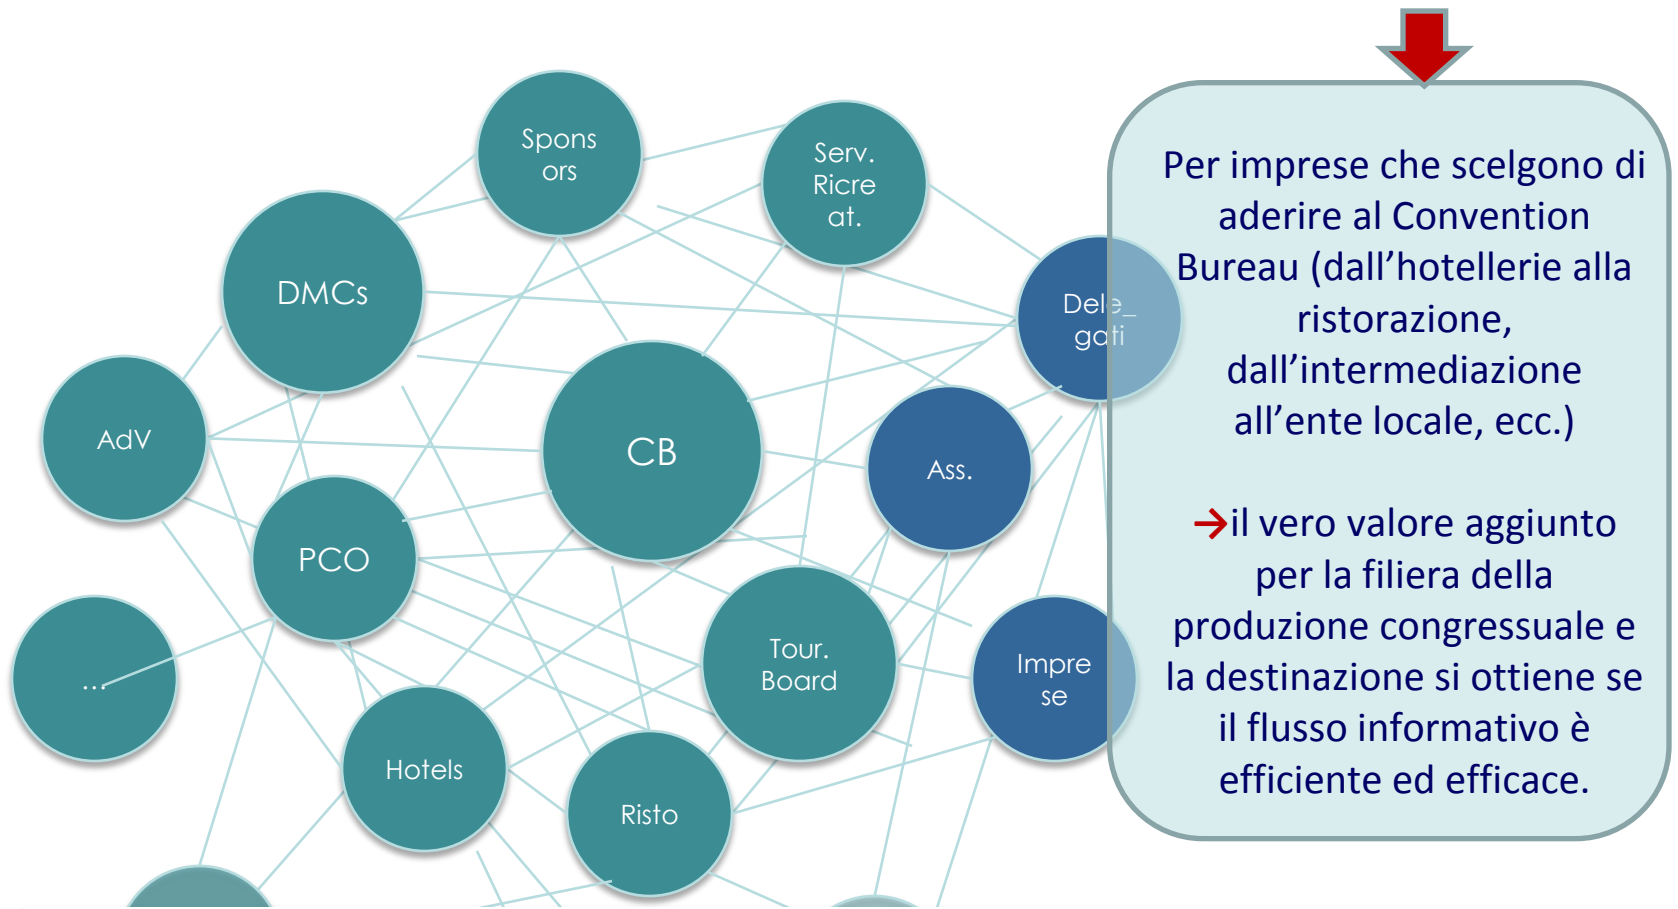 Spons
ors
Serv.
Ricre
at.
DMCs
Dele_
gati
AdV
CB
Ass.
PCO
Tour.
Board
Impre
se
...
Hotels
Risto
Per imprese che scelgono di
aderire al Convention
Bureau (dall’hotellerie alla
ristorazione,
dall’intermediazione
all’ente locale, ecc.)
→il vero valore aggiunto
per la filiera della
produzione congressuale e
la destinazione si ottiene se
il flusso informativo è
efficiente ed efficace.